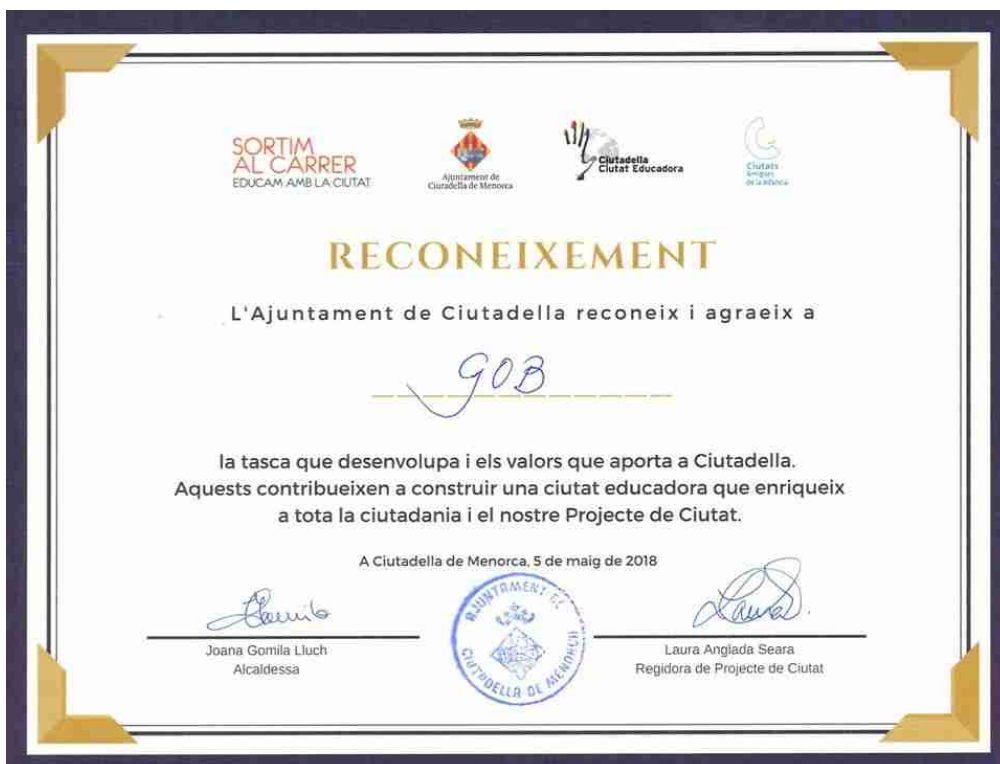 SORTIM
AL CARRER
EDUCAM AMB LA CIUTAT
Ajuntament de
Ciutadella de Menorca
Ciutadella
Ciutat Educadora
Ciutats
Amigues
de la Infància
RECONEIXEMENT
L'Ajuntament de Ciutadella reconeix i agraeix a
GOB
la tasca que desenvolupa i els valors que aporta a Ciutadella.
Aquests contribueixen a construir una ciutat educadora que enriqueix
a tota la ciutadania i el nostre Projecte de Ciutat.
A Ciutadella de Menorca, 5 de maig de 2018
AJUNTAMENT DE
CIUTADELLA DE MENORCA
Joana Gomila Lluch
Alcaldessa
Laura Anglada Seara
Regidora de Projecte de Ciutat